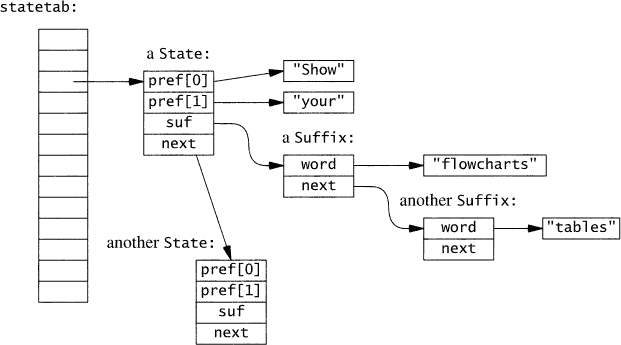 statetab:
a State:
pref[0]
pref[1]
suf
next
"Show"
"your"
a Suffix:
word
next
"flowcharts"
another Suffix:
word
next
"tables"
another State:
pref[0]
pref[1]
suf
next